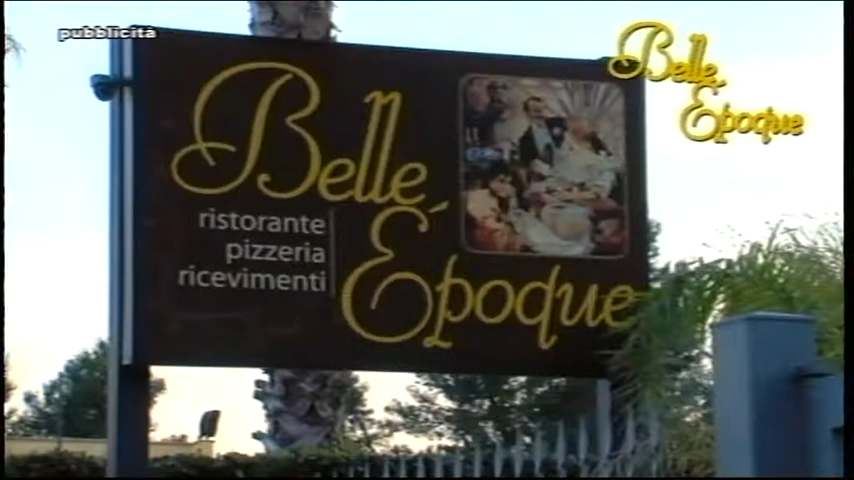 pubblicità
Belle
Époque
Belle
ristorante
pizzeria
ricevimenti
Époque